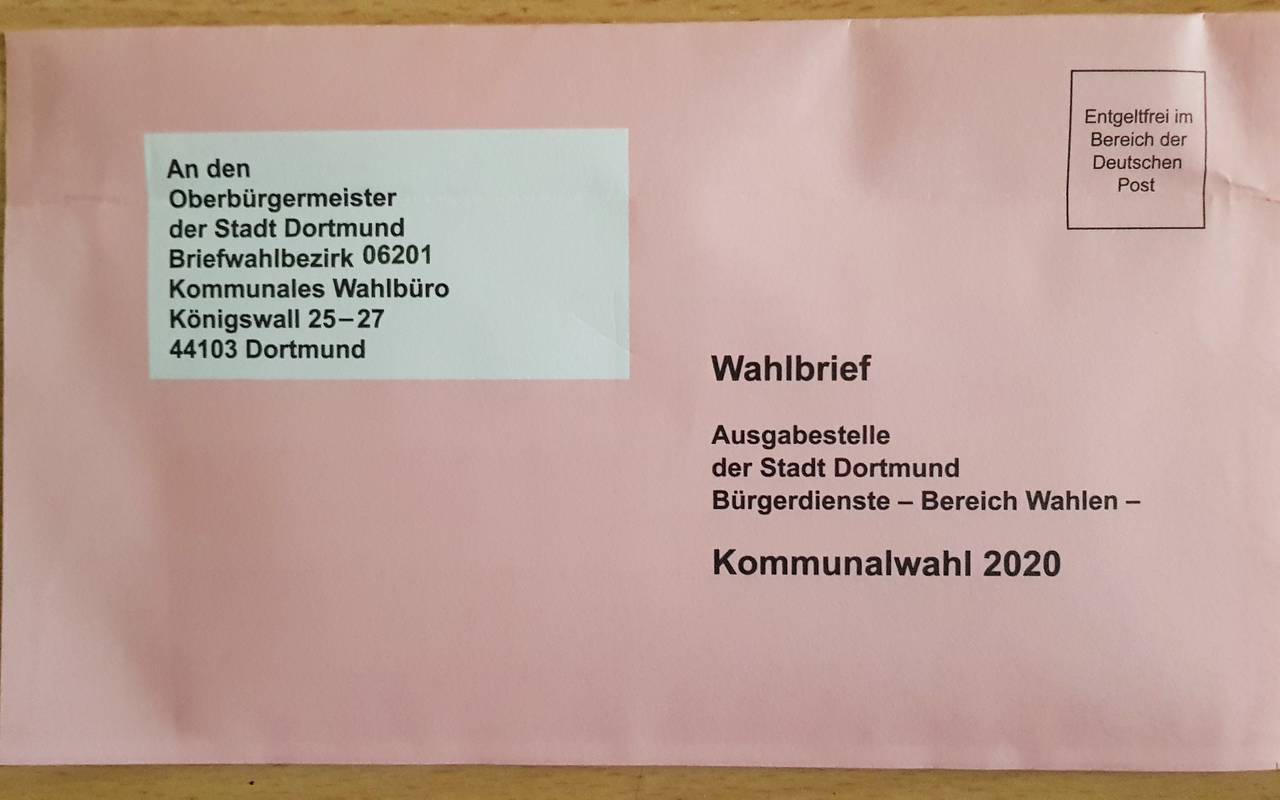 An den
Oberbürgermeister
der Stadt Dortmund
Briefwahlbezirk 06201
Kommunales Wahlbüro
Königswall 25–27
44103 Dortmund
Entgeltfrei im
Bereich der
Deutschen
Post
Wahlbrief
Ausgabestelle
der Stadt Dortmund
Bürgerdienste – Bereich Wahlen –
Kommunalwahl 2020